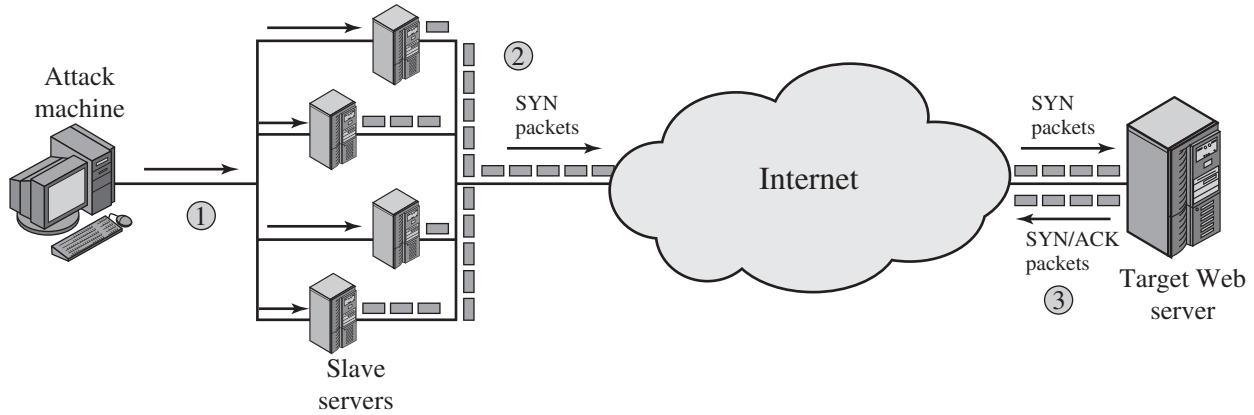 Attack
machine
1
Slave
servers
2
SYN
packets
Internet
SYN
packets
SYN/ACK
packets
3
Target Web
server